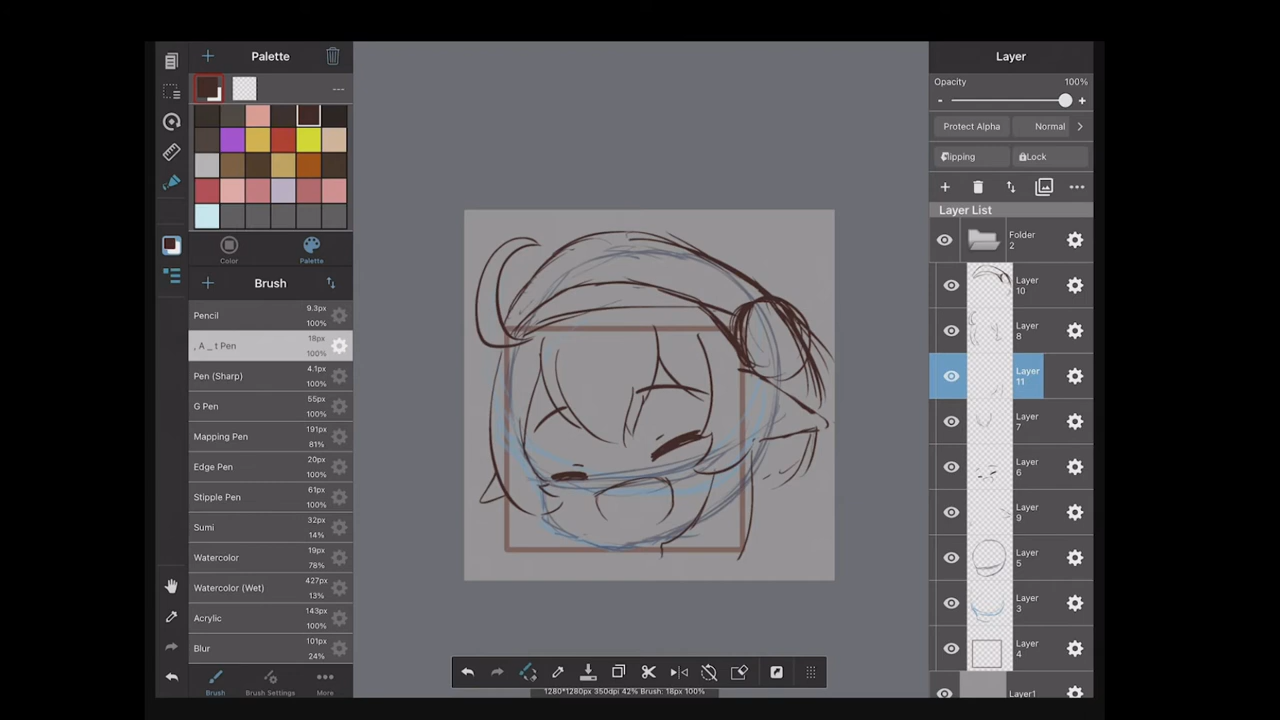 Palette
Color
Palette
Brush
Pencil 9.3px 100%
, A _ t Pen 18px 100%
Pen (Sharp) 4.1px 100%
G Pen 55px 100%
Mapping Pen 191px 81%
Edge Pen 20px 100%
Stipple Pen 61px 100%
Sumi 32px 14%
Watercolor 19px 78%
Watercolor (Wet) 427px 13%
Acrylic 143px 100%
Blur 101px 24%
Brush
Brush Settings
More
1280*1280px 350dpi 42% Brush: 18px 100%
Layer
Opacity 100%
Protect Alpha Normal
Clipping Lock
Layer List
Folder 2
Layer 10
Layer 8
Layer 11
Layer 7
Layer 6
Layer 9
Layer 5
Layer 3
Layer 4
Layer1